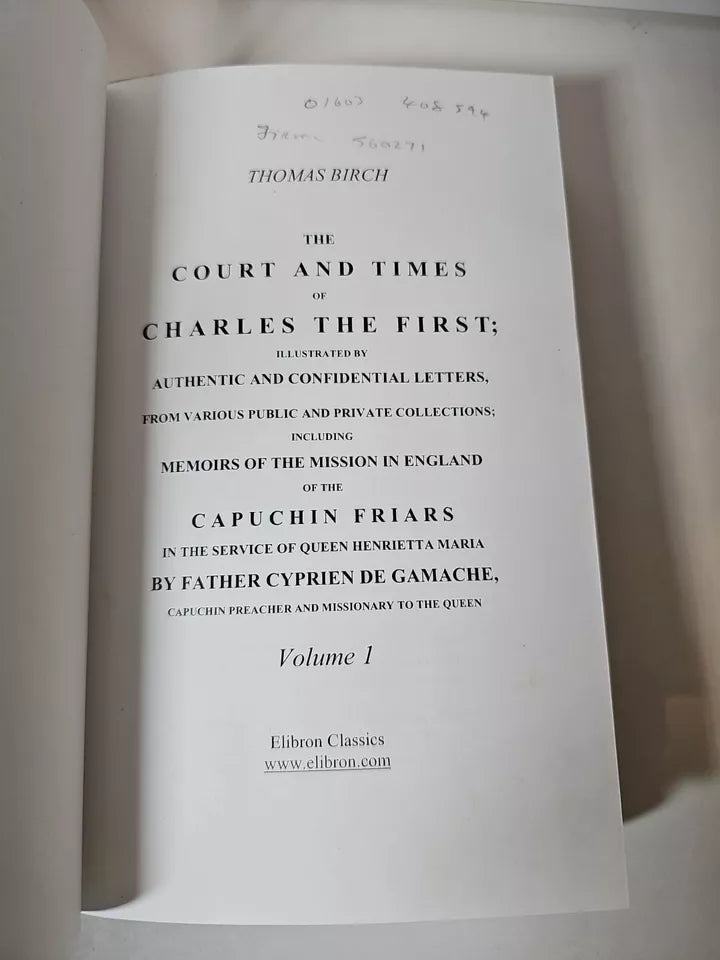 01603 408 594
560271
THOMAS BIRCH
THE
COURT AND TIMES
OF
CHARLES THE FIRST;
ILLUSTRATED BY
AUTHENTIC AND CONFIDENTIAL LETTERS,
FROM VARIOUS PUBLIC AND PRIVATE COLLECTIONS;
INCLUDING
MEMOIRS OF THE MISSION IN ENGLAND
OF THE
CAPUCHIN FRIARS
IN THE SERVICE OF QUEEN HENRIETTA MARIA
BY FATHER CYPRIEN DE GAMACHE,
CAPUCHIN PREACHER AND MISSIONARY TO THE QUEEN
Volume 1
Elibron Classics
www.elibron.com